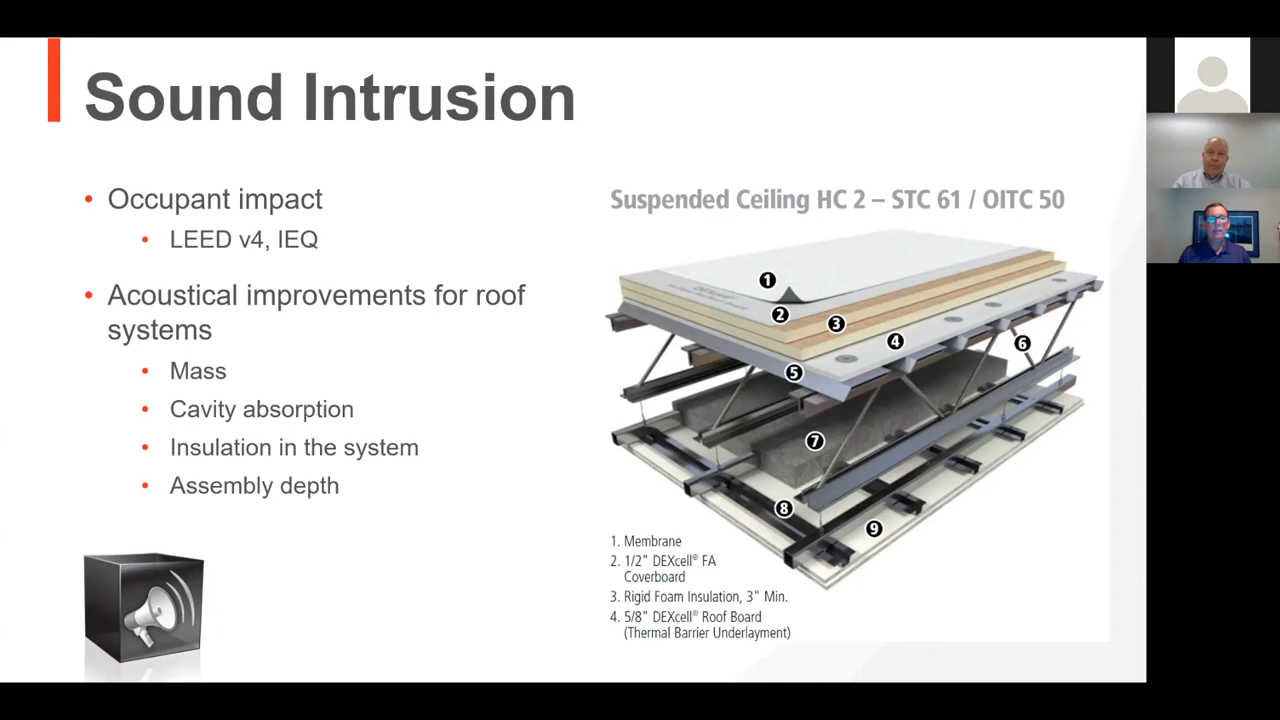 Sound Intrusion
• Occupant impact
• LEED v4, IEQ
• Acoustical improvements for roof
systems
• Mass
• Cavity absorption
• Insulation in the system
• Assembly depth
Suspended Ceiling HC 2 – STC 61 / OITC 50
1
2
3
4
5
6
7
8
9
1. Membrane
2. 1/2" DEXcell® FA
Coverboard
3. Rigid Foam Insulation, 3" Min.
4. 5/8" DEXcell® Roof Board
(Thermal Barrier Underlayment)